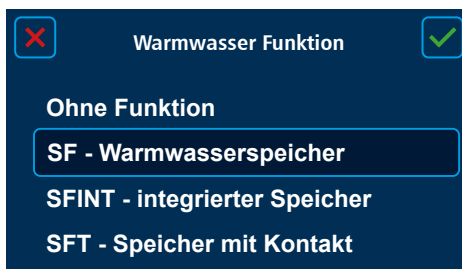 Warmwasser Funktion
Ohne Funktion
SF - Warmwasserspeicher
SFINT - integrierter Speicher
SFT - Speicher mit Kontakt